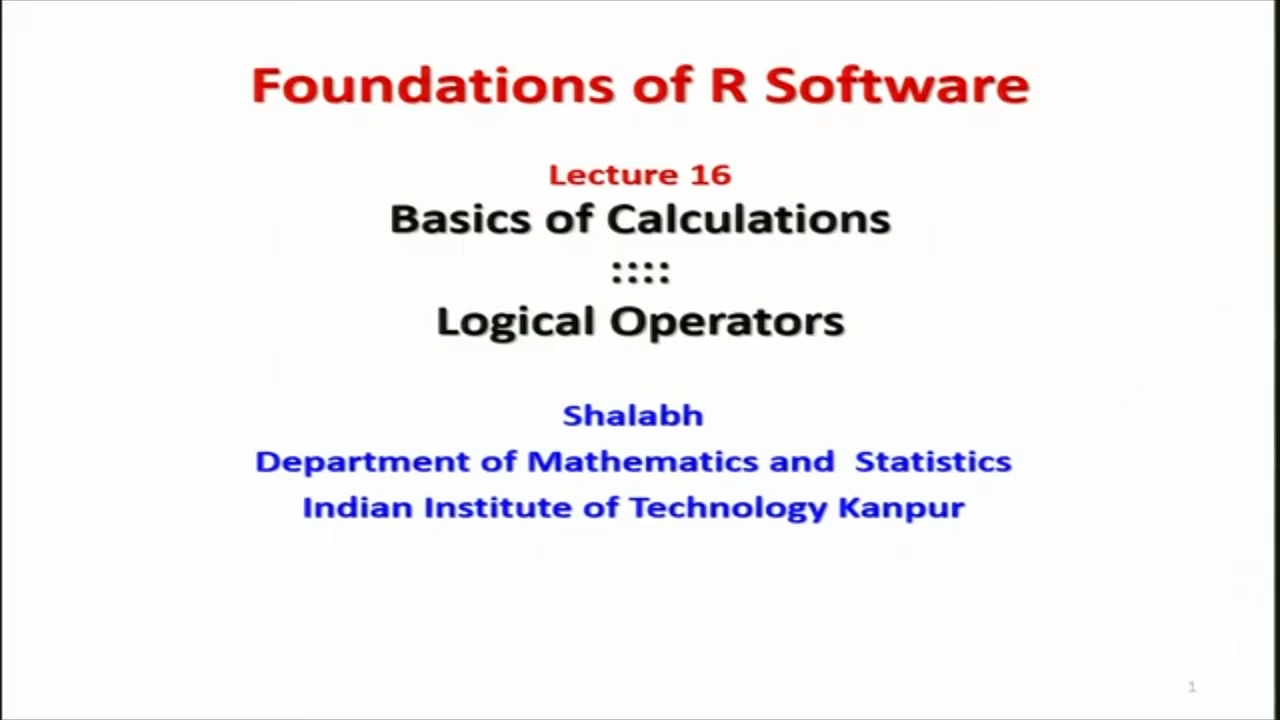 Foundations of R Software
Lecture 16
Basics of Calculations
::::
Logical Operators
Shalabh
Department of Mathematics and Statistics
Indian Institute of Technology Kanpur
1